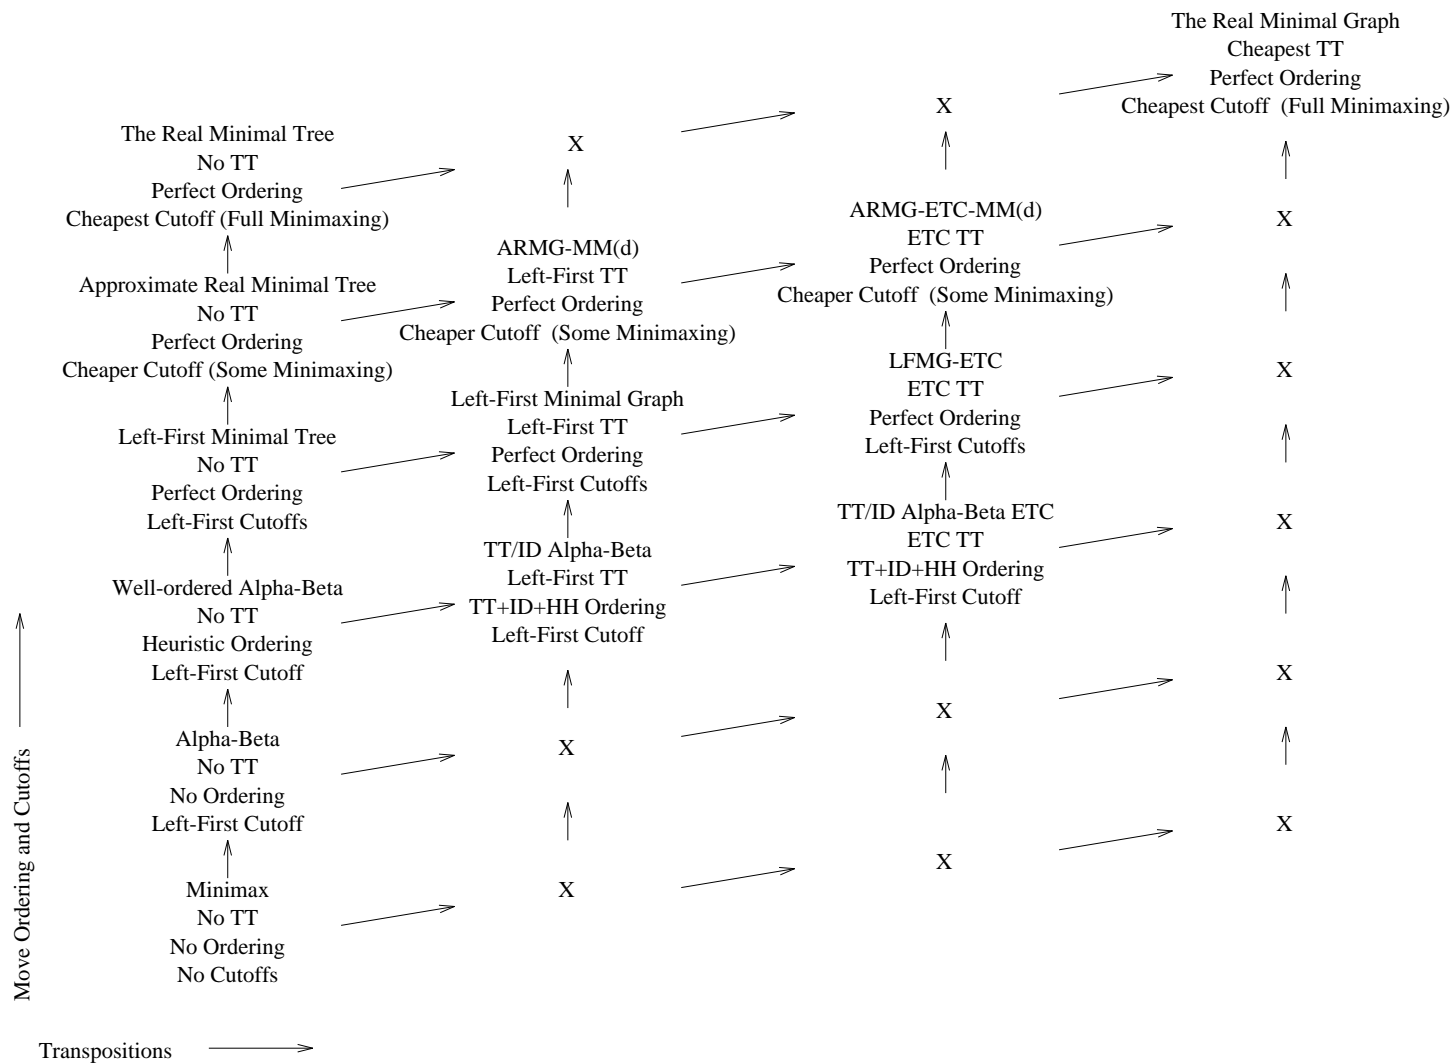 The Real Minimal Graph
Cheapest TT
Perfect Ordering
Cheapest Cutoff (Full Minimaxing)
X
X
The Real Minimal Tree
No TT
Perfect Ordering
Cheapest Cutoff (Full Minimaxing)
ARMG-ETC-MM(d)
ETC TT
Perfect Ordering
Cheaper Cutoff (Some Minimaxing)
X
ARMG-MM(d)
Left-First TT
Perfect Ordering
Cheaper Cutoff (Some Minimaxing)
Approximate Real Minimal Tree
No TT
Perfect Ordering
Cheaper Cutoff (Some Minimaxing)
LFMG-ETC
ETC TT
Perfect Ordering
Left-First Cutoffs
X
Left-First Minimal Graph
Left-First TT
Perfect Ordering
Left-First Cutoffs
Left-First Minimal Tree
No TT
Perfect Ordering
Left-First Cutoffs
TT/ID Alpha-Beta ETC
ETC TT
TT+ID+HH Ordering
Left-First Cutoff
X
TT/ID Alpha-Beta
Left-First TT
TT+ID+HH Ordering
Left-First Cutoff
Well-ordered Alpha-Beta
No TT
Heuristic Ordering
Left-First Cutoff
X
X
X
Alpha-Beta
No TT
No Ordering
Left-First Cutoff
X
X
X
Minimax
No TT
No Ordering
No Cutoffs
Move Ordering and Cutoffs
Transpositions